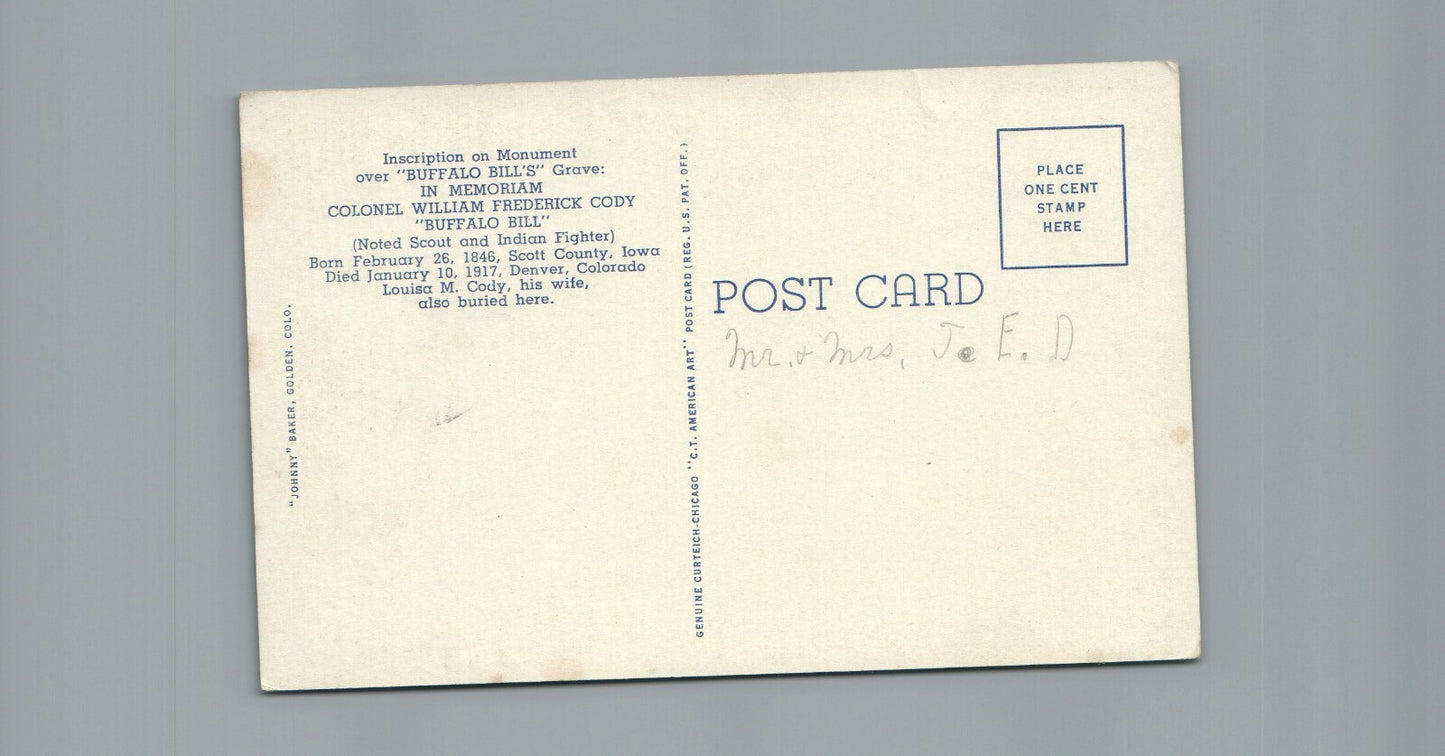 Inscription on Monument
over "BUFFALO BILL'S" Grave:
IN MEMORIAM
COLONEL WILLIAM FREDERICK CODY
"BUFFALO BILL"
(Noted Scout and Indian Fighter)
Born February 26, 1846, Scott County, Iowa
Died January 10, 1917, Denver, Colorado
Louisa M. Cody, his wife,
also buried here.
"JOHNNY" BAKER, GOLDEN, COLO.
GENUINE CURTEICH-CHICAGO "C.T. AMERICAN ART" POST CARD (REG. U.S. PAT. OFF.)
PLACE
ONE CENT
STAMP
HERE
POST CARD
Mr. & Mrs, J. E. D